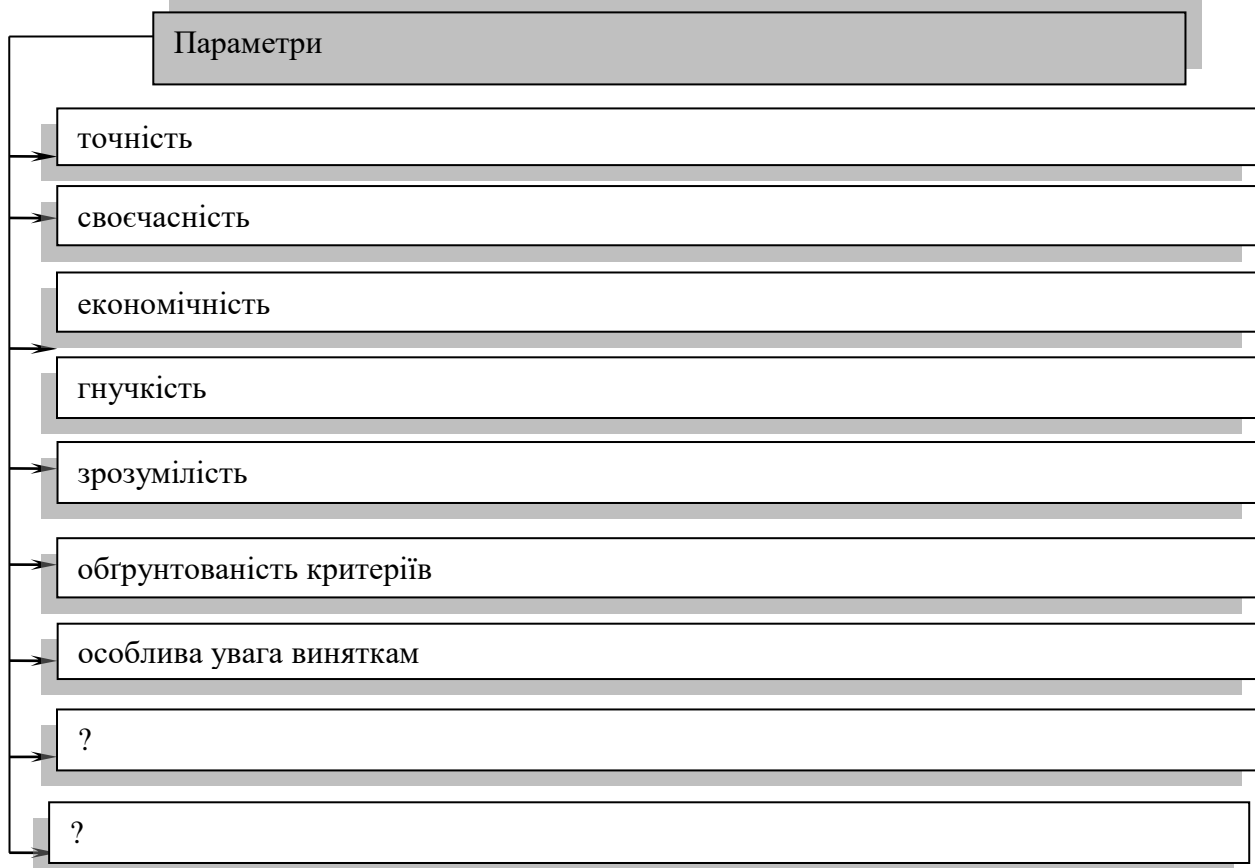 Параметри
точність
своєчасність
економічність
гнучкість
зрозумілість
обґрунтованість критеріїв
особлива увага виняткам
?
?